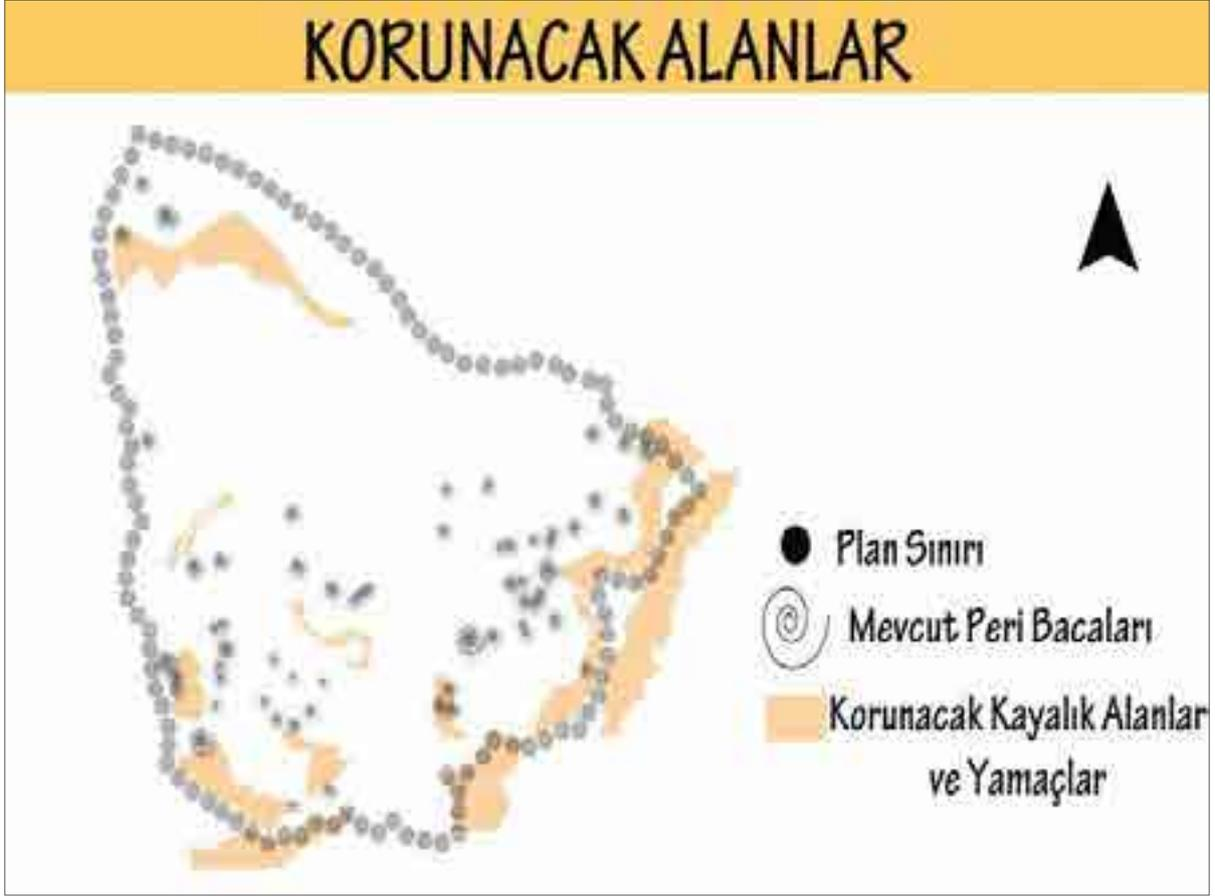 KORUNACAK ALANLAR
Plan Sınırı
Mevcut Peri Bacaları
Korunacak Kayalık Alanlar
ve Yamaçlar